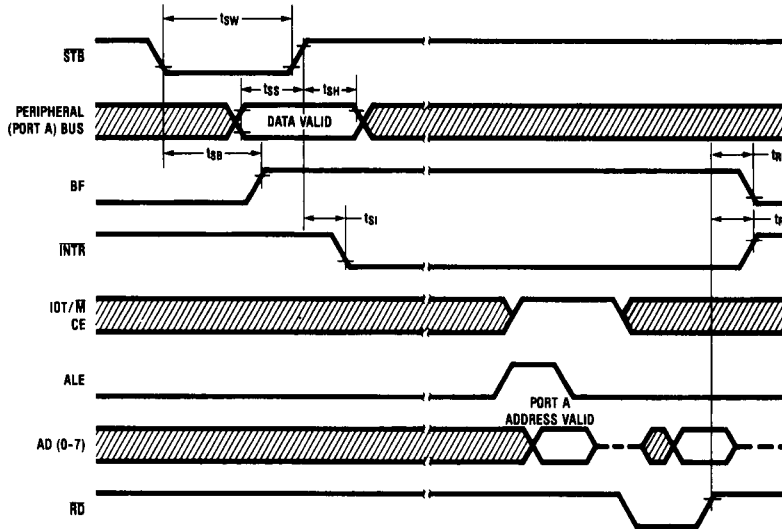 tSW
STB
tSS
tSH
PERIPHERAL
(PORT A) BUS
DATA VALID
tSB
BF
tSI
INTR
IOT/M
CE
ALE
PORT A
ADDRESS VALID
AD (0-7)
RD